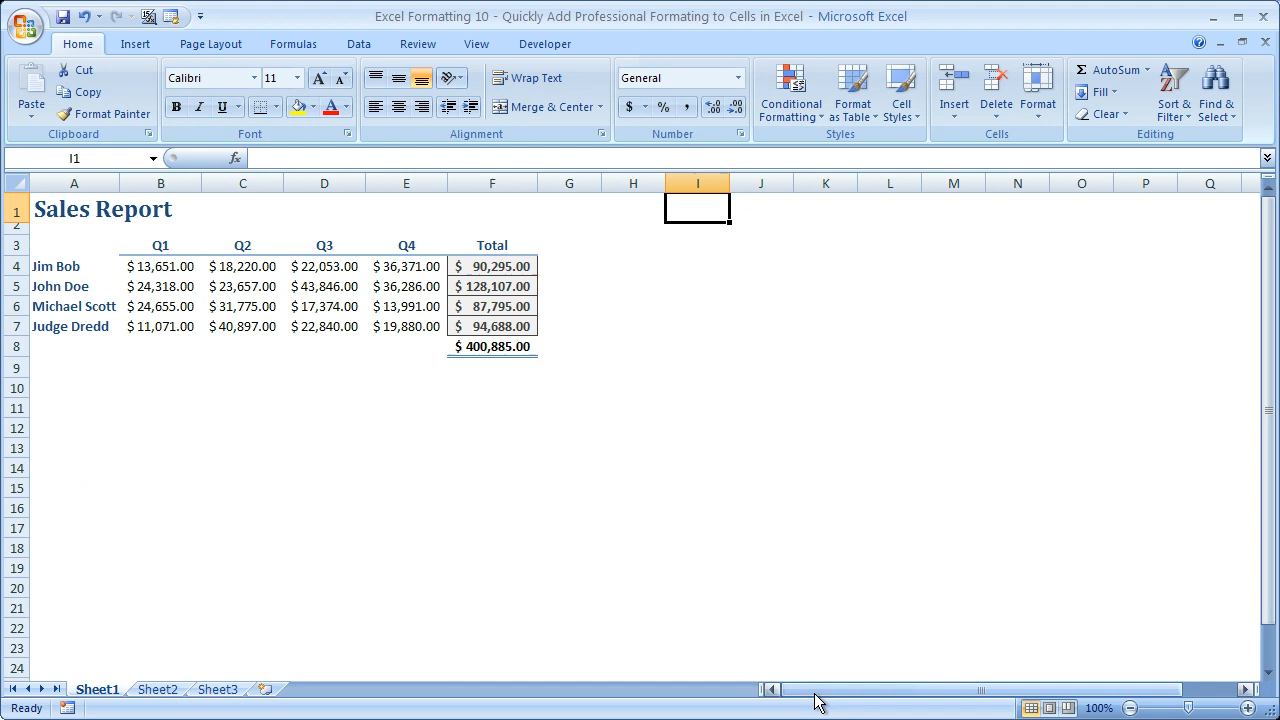 Excel Formating 10 - Quickly Add Professional Formating to Cells in Excel - Microsoft Excel
Home Insert Page Layout Formulas Data Review View Developer
Paste Cut Copy Format Painter Clipboard
Calibri 11 B I U A A A Font
Wrap Text Merge & Center Alignment
General $ % , Number
Conditional Formatting Format as Table Cell Styles Styles
Insert Delete Format Cells
Σ AutoSum Fill Clear Sort & Filter Find & Select Editing
I1 fx
A B C D E F G H I J K L M N O P Q
1 Sales Report
2
3 Q1 Q2 Q3 Q4 Total
4 Jim Bob $ 13,651.00 $ 18,220.00 $ 22,053.00 $ 36,371.00 $ 90,295.00
5 John Doe $ 24,318.00 $ 23,657.00 $ 43,846.00 $ 36,286.00 $ 128,107.00
6 Michael Scott $ 24,655.00 $ 31,775.00 $ 17,374.00 $ 13,991.00 $ 87,795.00
7 Judge Dredd $ 11,071.00 $ 40,897.00 $ 22,840.00 $ 19,880.00 $ 94,688.00
8 $ 400,885.00
9
10
11
12
13
14
15
16
17
18
19
20
21
22
23
24
Sheet1 Sheet2 Sheet3
Ready 100%